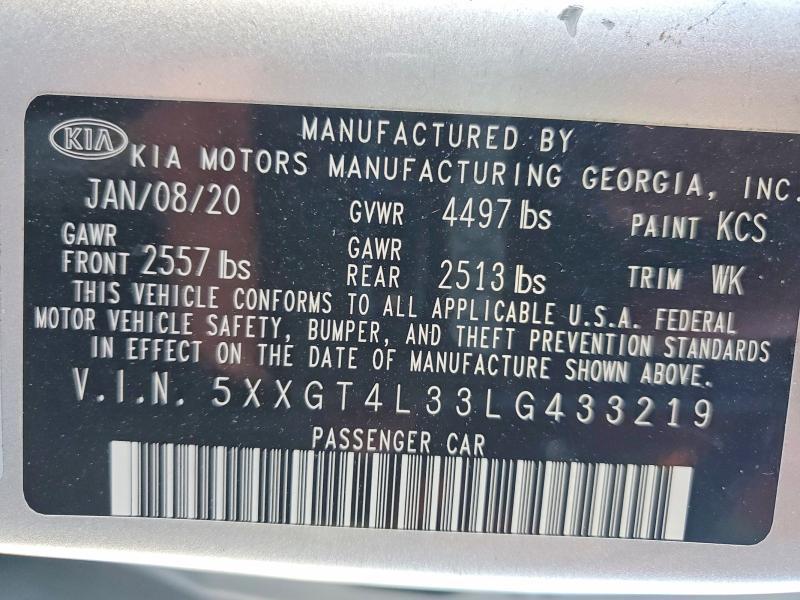 KIA
MANUFACTURED BY
KIA MOTORS MANUFACTURING GEORGIA, INC.
JAN/08/20 GVWR 4497 lbs PAINT KCS
GAWR FRONT 2557 lbs GAWR REAR 2513 lbs TRIM WK
THIS VEHICLE CONFORMS TO ALL APPLICABLE U.S.A. FEDERAL
MOTOR VEHICLE SAFETY, BUMPER, AND THEFT PREVENTION STANDARDS
IN EFFECT ON THE DATE OF MANUFACTURE SHOWN ABOVE.
V.I.N. 5XXGT4L33LG433219
PASSENGER CAR